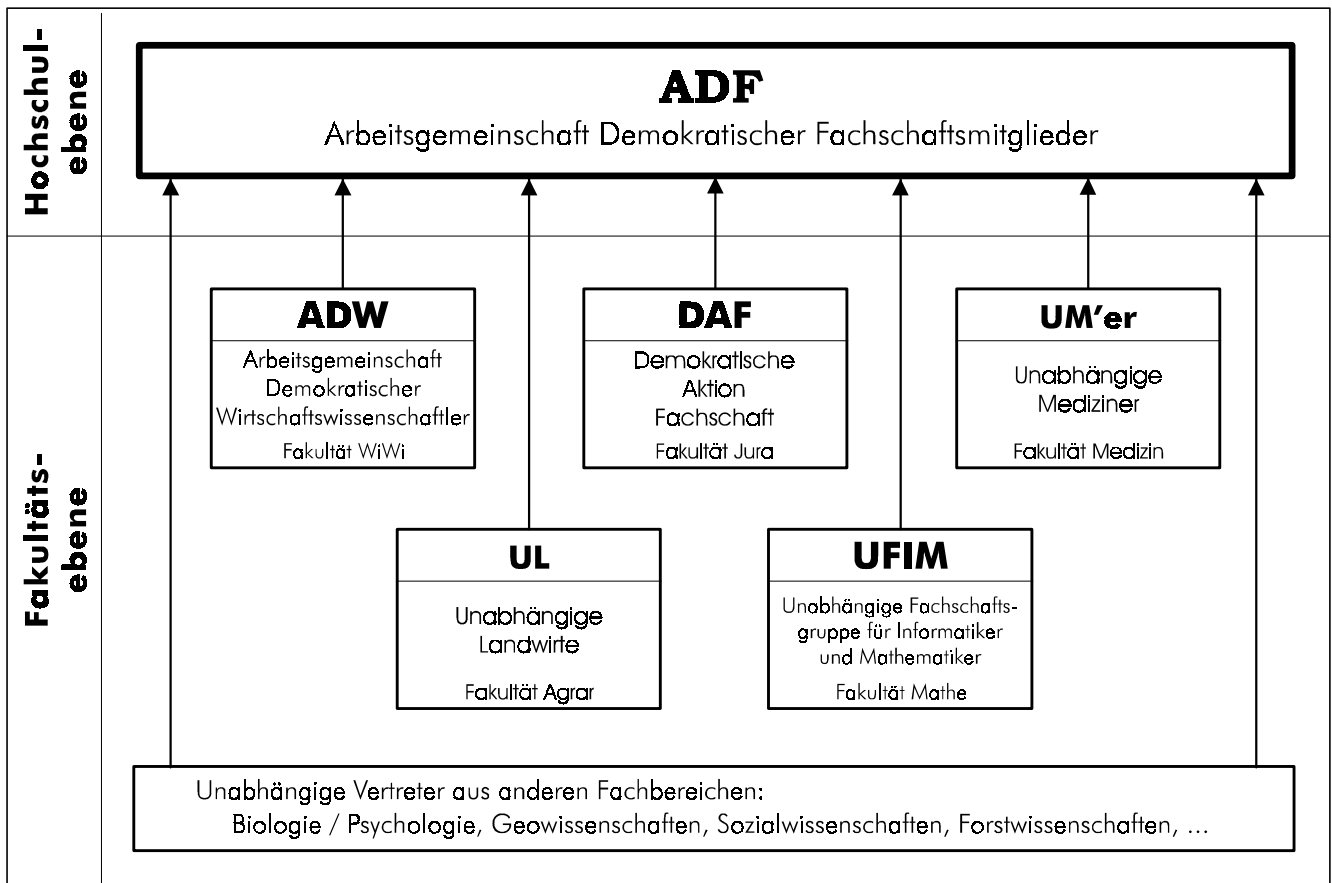 Hochschul-
ebene
ADF
Arbeitsgemeinschaft Demokratischer Fachschaftsmitglieder
Fakultäts-
ebene
ADW
Arbeitsgemeinschaft
Demokratischer
Wirtschaftswissenschaftler
Fakultät WiWi
DAF
Demokratische
Aktion
Fachschaft
Fakultät Jura
UM'er
Unabhängige
Mediziner
Fakultät Medizin
UL
Unabhängige
Landwirte
Fakultät Agrar
UFIM
Unabhängige Fachschafts-
gruppe für Informatiker
und Mathematiker
Fakultät Mathe
Unabhängige Vertreter aus anderen Fachbereichen:
Biologie / Psychologie, Geowissenschaften, Sozialwissenschaften, Forstwissenschaften, ...